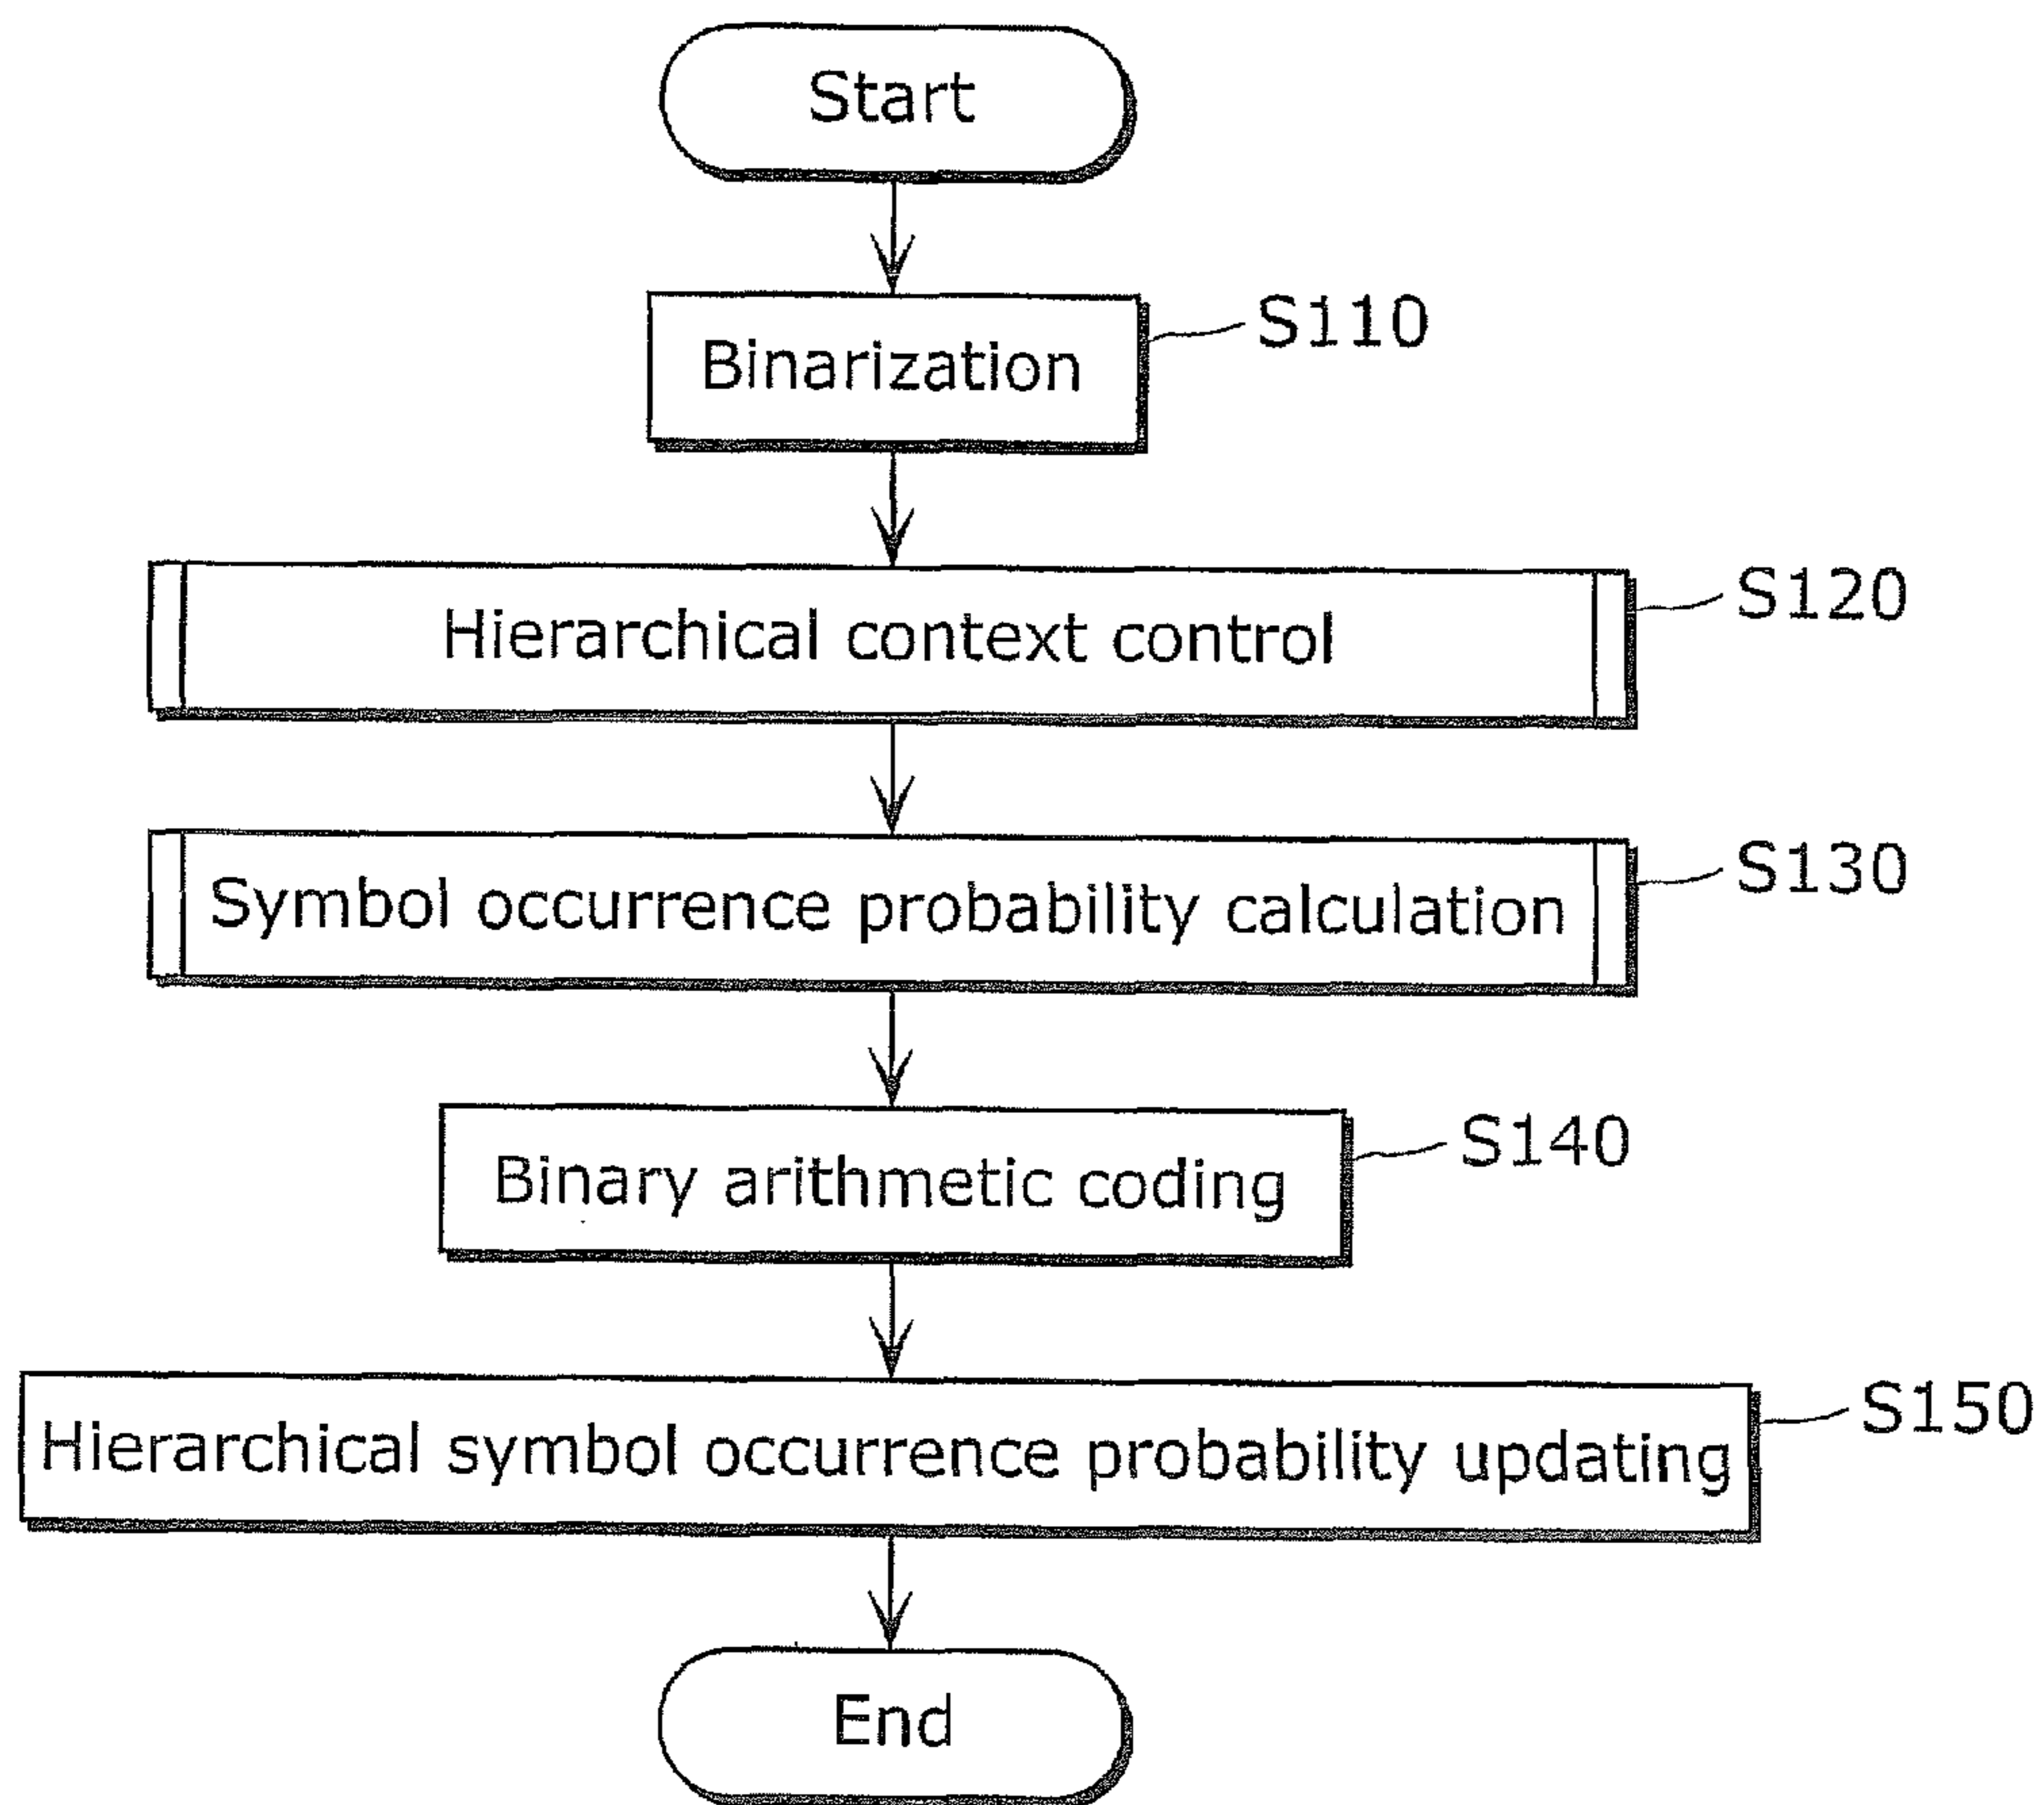 Start
Binarization
S110
Hierarchical context control
S120
Symbol occurrence probability calculation
S130
Binary arithmetic coding
S140
Hierarchical symbol occurrence probability updating
S150
End